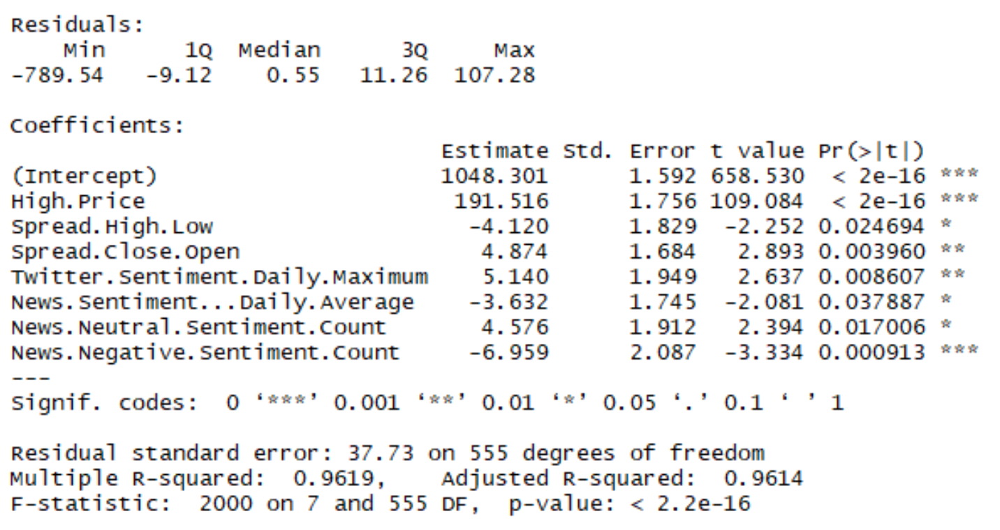 Residuals:
    Min      1Q  Median      3Q     Max
-789.54   -9.12    0.55   11.26  107.28
Coefficients:
                                Estimate Std. Error t value Pr(>|t|)
(Intercept)                     1048.301      1.592 658.530  < 2e-16 ***
High.Price                       191.516      1.756 109.084  < 2e-16 ***
Spread.High.Low                   -4.120      1.829  -2.252 0.024694 *
Spread.Close.Open                  4.874      1.684   2.893 0.003960 **
Twitter.Sentiment.Daily.Maximum    5.140      1.949   2.637 0.008607 **
News.Sentiment...Daily.Average    -3.632      1.745  -2.081 0.037887 *
News.Neutral.Sentiment.Count       4.576      1.912   2.394 0.017006 *
News.Negative.Sentiment.Count     -6.959      2.087  -3.334 0.000913 ***
---
Signif. codes:  0 ‘***’ 0.001 ‘**’ 0.01 ‘*’ 0.05 ‘.’ 0.1 ‘ ’ 1
Residual standard error: 37.73 on 555 degrees of freedom
Multiple R-squared:  0.9619,    Adjusted R-squared:  0.9614
F-statistic:  2000 on 7 and 555 DF,  p-value: < 2.2e-16